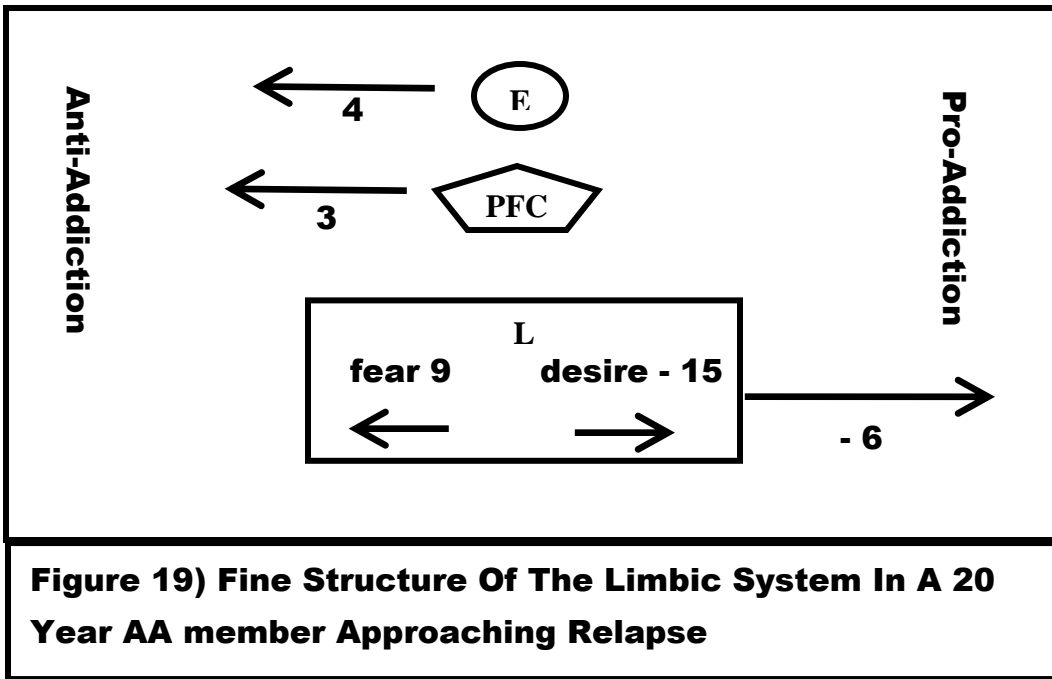 E
4
Anti-Addiction
Pro-Addiction
PFC
3
L
fear 9 desire - 15
- 6
Figure 19) Fine Structure Of The Limbic System In A 20
Year AA member Approaching Relapse